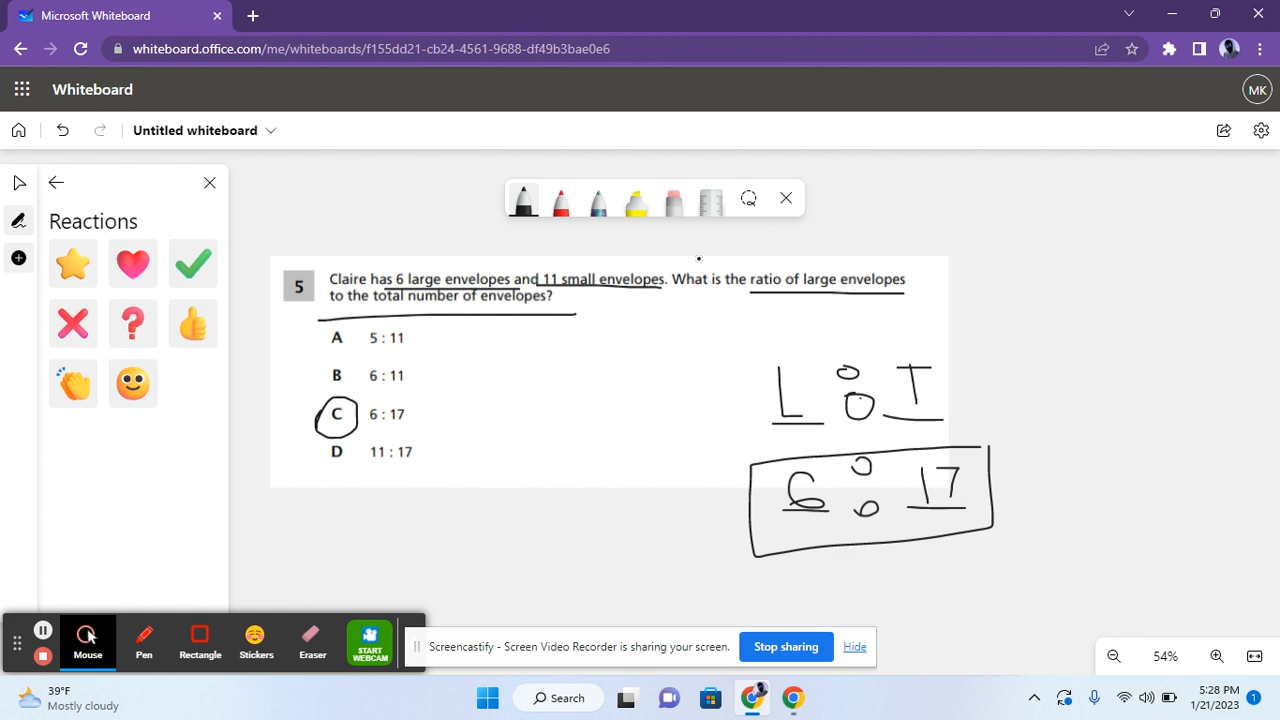 Microsoft Whiteboard
whiteboard.office.com/me/whiteboards/f155dd21-cb24-4561-9688-df49b3bae0e6
Whiteboard
MK
Untitled whiteboard
Reactions
5 Claire has 6 large envelopes and 11 small envelopes. What is the ratio of large envelopes
to the total number of envelopes?
A 5 : 11
B 6 : 11
C 6 : 17
D 11 : 17
L : T
6 : 17
Mouse
Pen
Rectangle
Stickers
Eraser
START
WEBCAM
Screencastify - Screen Video Recorder is sharing your screen.
Stop sharing
Hide
54%
39°F
Mostly cloudy
Search
5:28 PM
1/21/2023
1